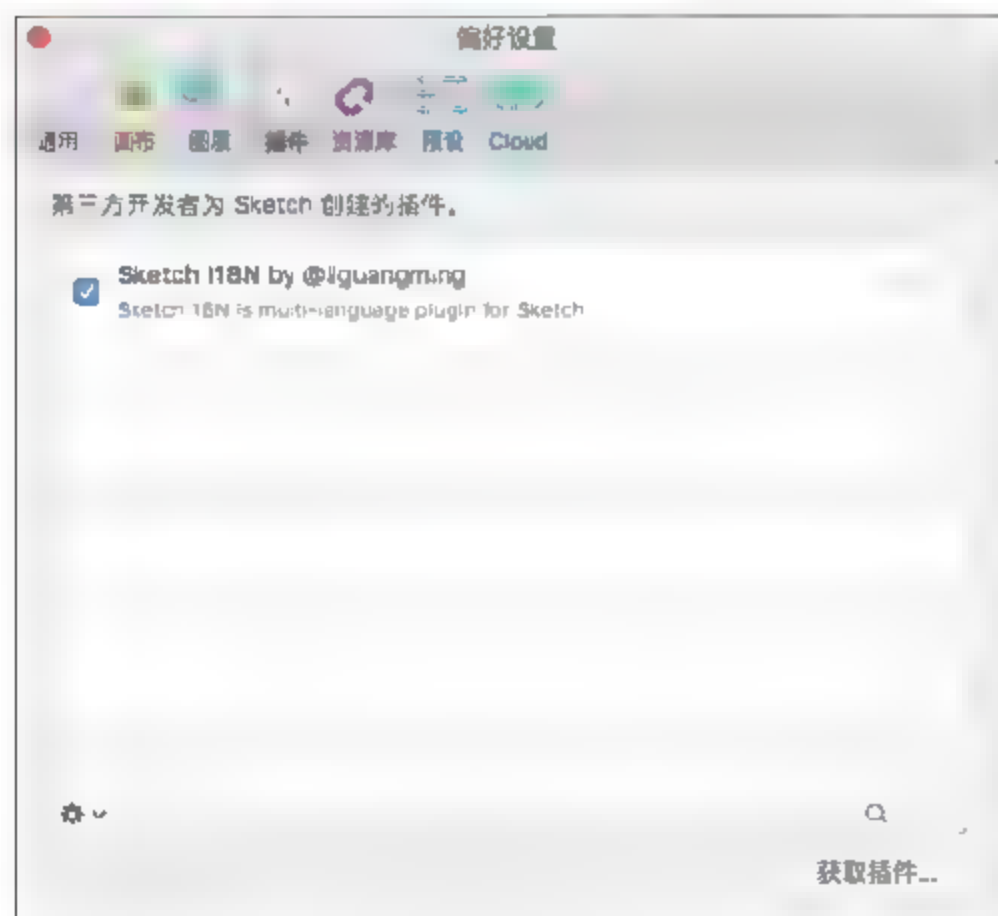 偏好设置
通用 画布 图层 插件 资源库 预设 Cloud
第三方开发者为 Sketch 创建的插件。
Sketch I18N by @liguangming
Sketch I18N is multi-language plugin for Sketch
获取插件...